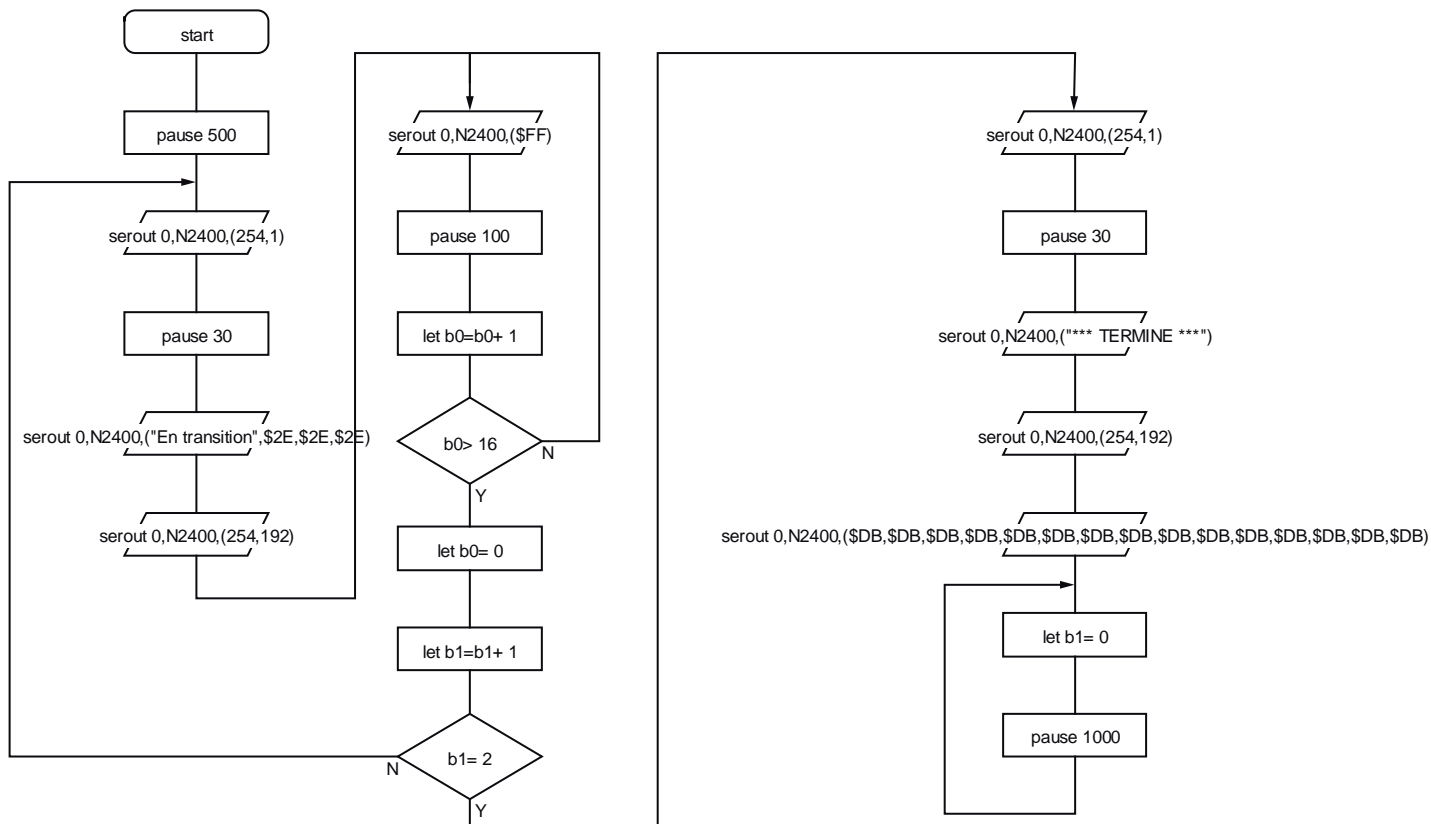 start
pause 500
serout 0,N2400,(254,1)
pause 30
serout 0,N2400,("En transition",$2E,$2E,$2E)
serout 0,N2400,(254,192)
serout 0,N2400,($FF)
pause 100
let b0=b0+ 1
b0> 16
N
Y
let b0= 0
let b1=b1+ 1
b1= 2
N
Y
serout 0,N2400,(254,1)
pause 30
serout 0,N2400,("*** TERMINE ***")
serout 0,N2400,(254,192)
serout 0,N2400,($DB,$DB,$DB,$DB,$DB,$DB,$DB,$DB,$DB,$DB,$DB,$DB,$DB,$DB,$DB)
let b1= 0
pause 1000